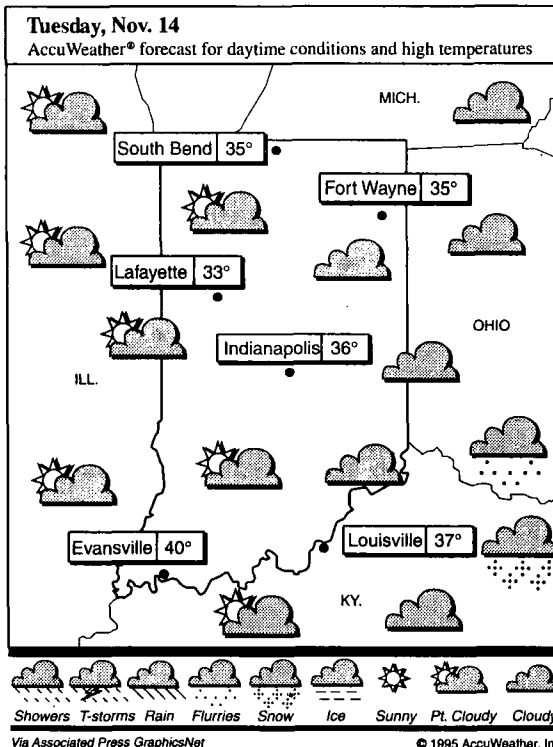 Tuesday, Nov. 14
AccuWeather® forecast for daytime conditions and high temperatures
MICH.
South Bend 35°
Fort Wayne 35°
Lafayette 33°
OHIO
Indianapolis 36°
ILL.
Evansville 40°
Louisville 37°
KY.
Showers T-storms Rain Flurries Snow Ice Sunny Pt. Cloudy Cloudy
Via Associated Press GraphicsNet © 1995 AccuWeather, In